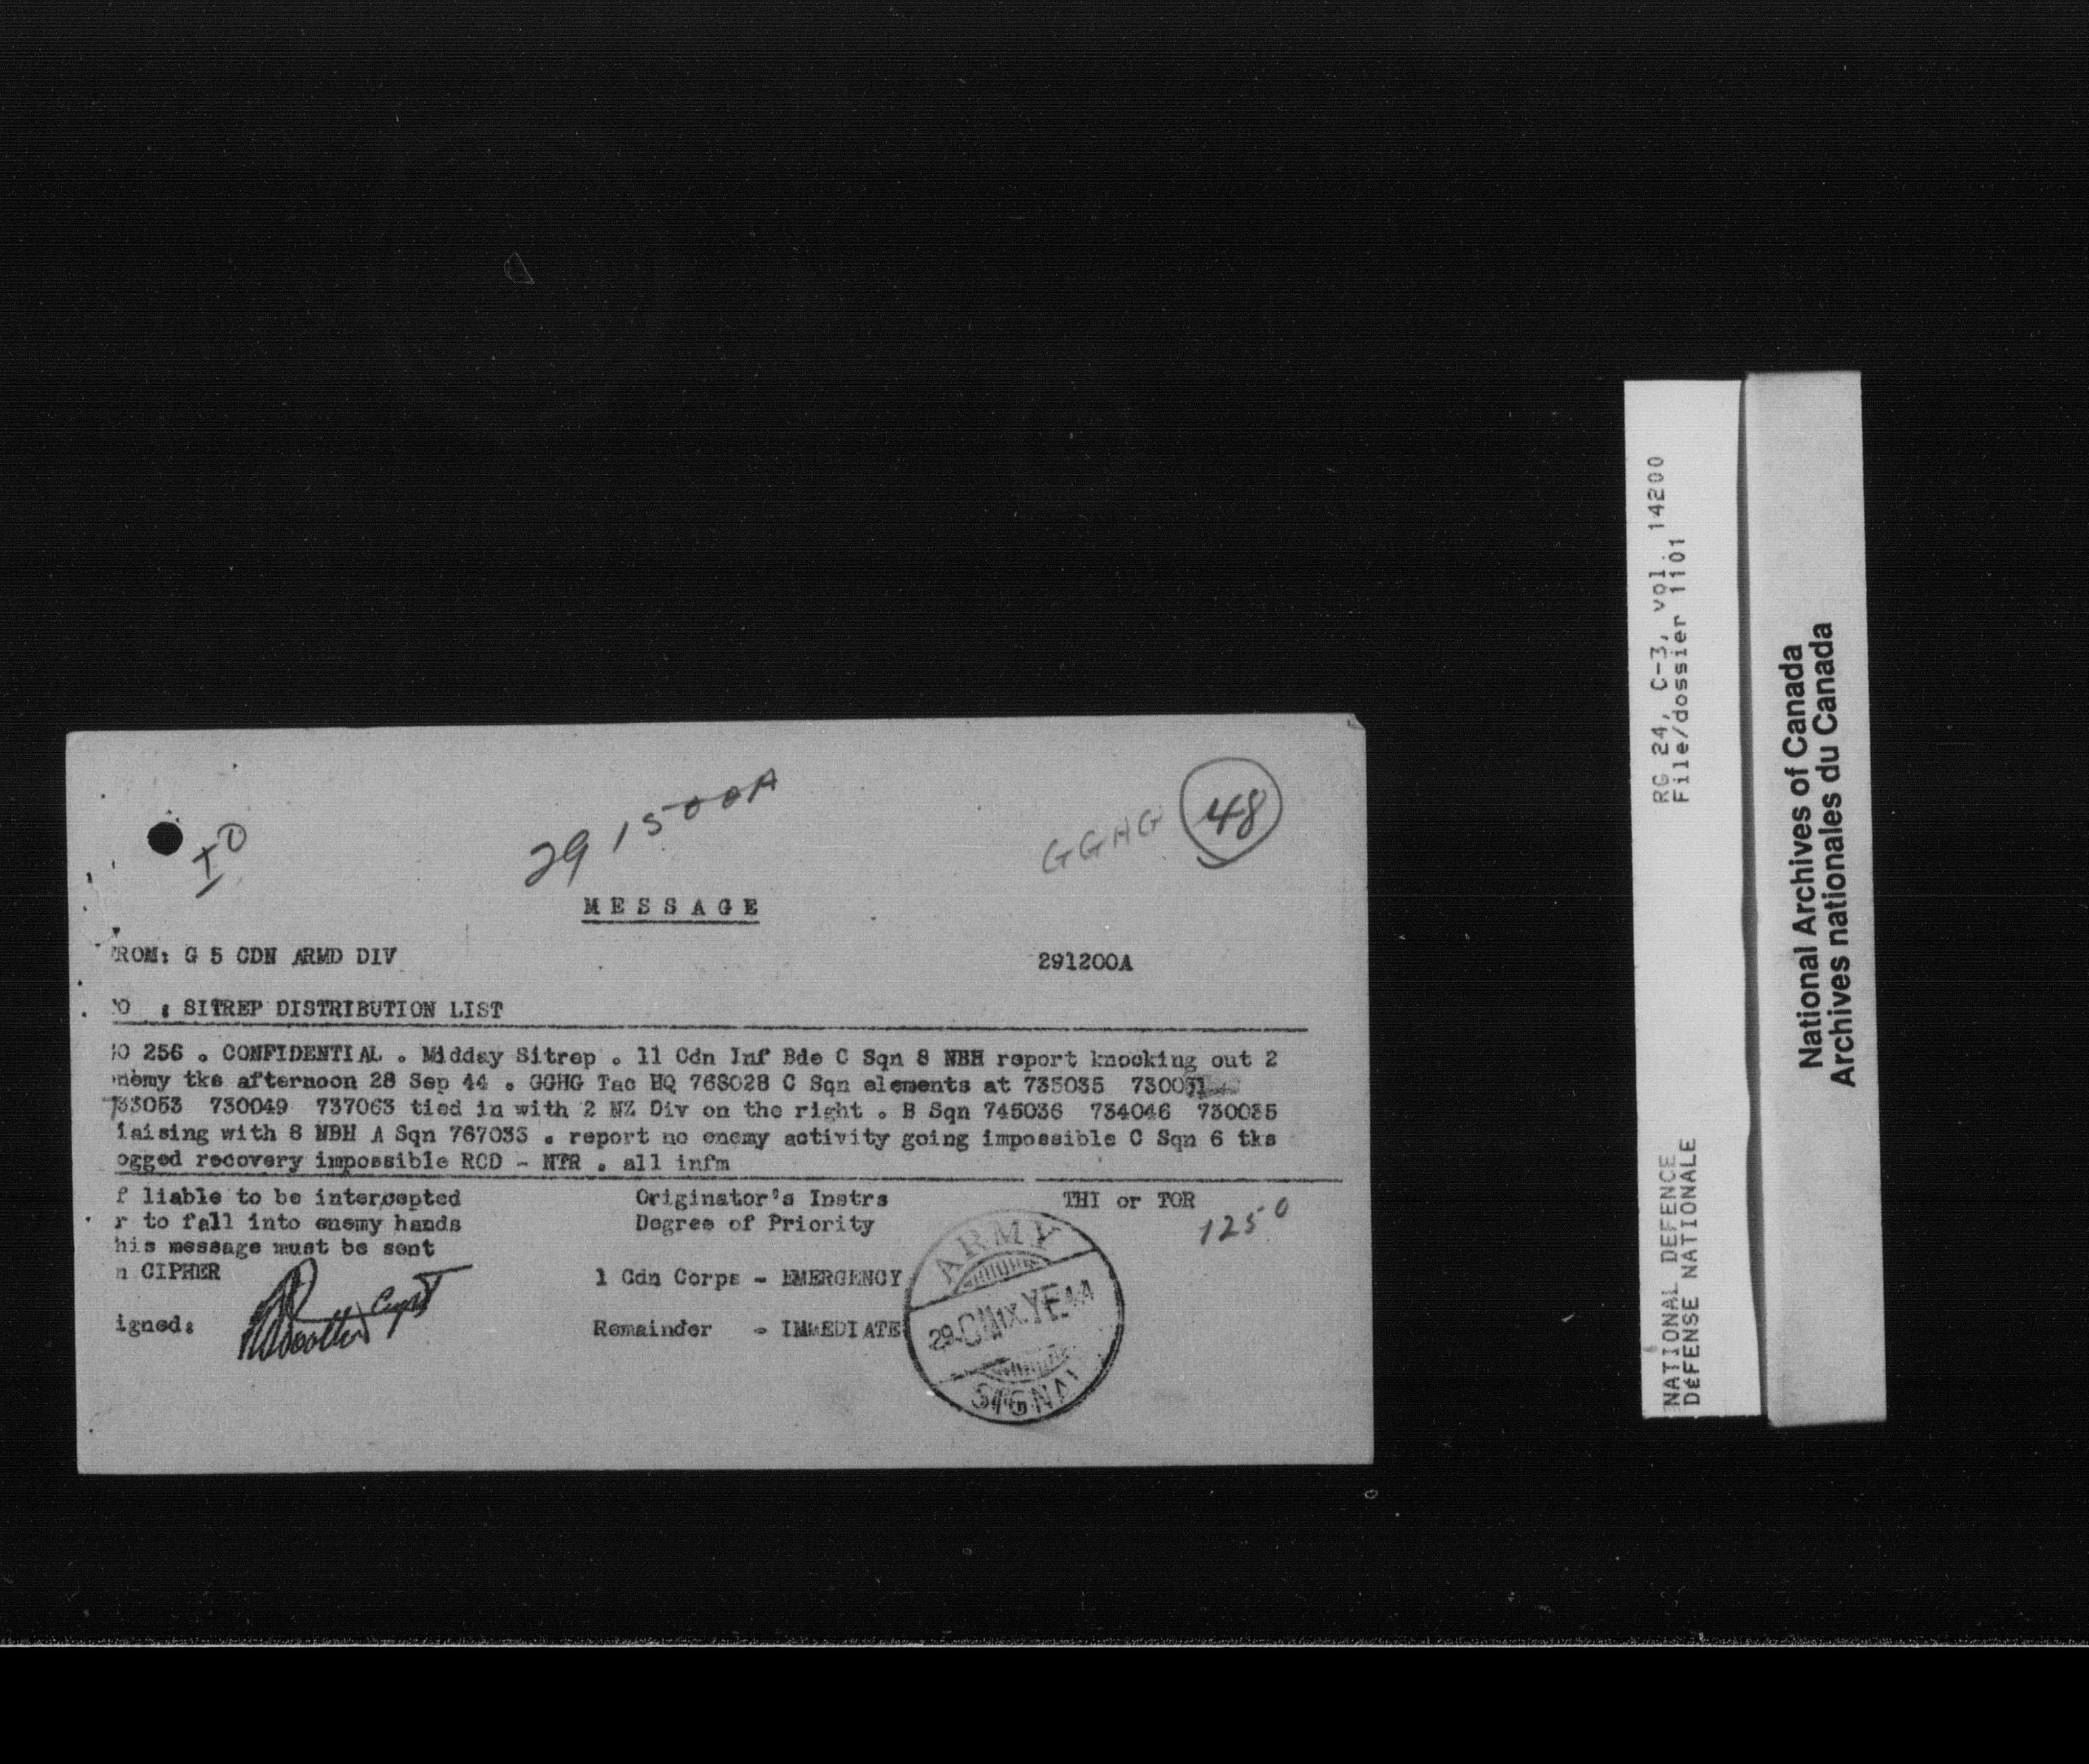 IO
29 1500A
GGHG
48
MESSAGE
ROM: G 5 CDN ARMD DIV
291200A
O : SITREP DISTRIBUTION LIST
O 256 . CONFIDENTIAL . Midday Sitrep . 11 Cdn Inf Bde C Sqn 8 NBH report knocking out 2
nemy tks afternoon 28 Sep 44 . GGHG Tac HQ 768028 C Sqn elements at 735035
733053 730049 737063 tied in with 2 NZ Div on the right . B Sqn 745036 734046 730035
iaising with 8 NBH A Sqn 767033 . report no enemy activity going impossible C Sqn 6 tks
ogged recovery impossible RCD - NTR . all infm
f liable to be intercepted
r to fall into enemy hands
his message must be sent
n CIPHER
igned:
Capt
Originator's Instrs
Degree of Priority
1 Cdn Corps - EMERGENCY
Remainder - IMMEDIATE
THI or TOR
1250
ARMY
SIGNAL
RG 24, C-3, vol. 14200
File/dossier 1101
NATIONAL DEFENCE
DéFENSE NATIONALE
National Archives of Canada
Archives nationales du Canada